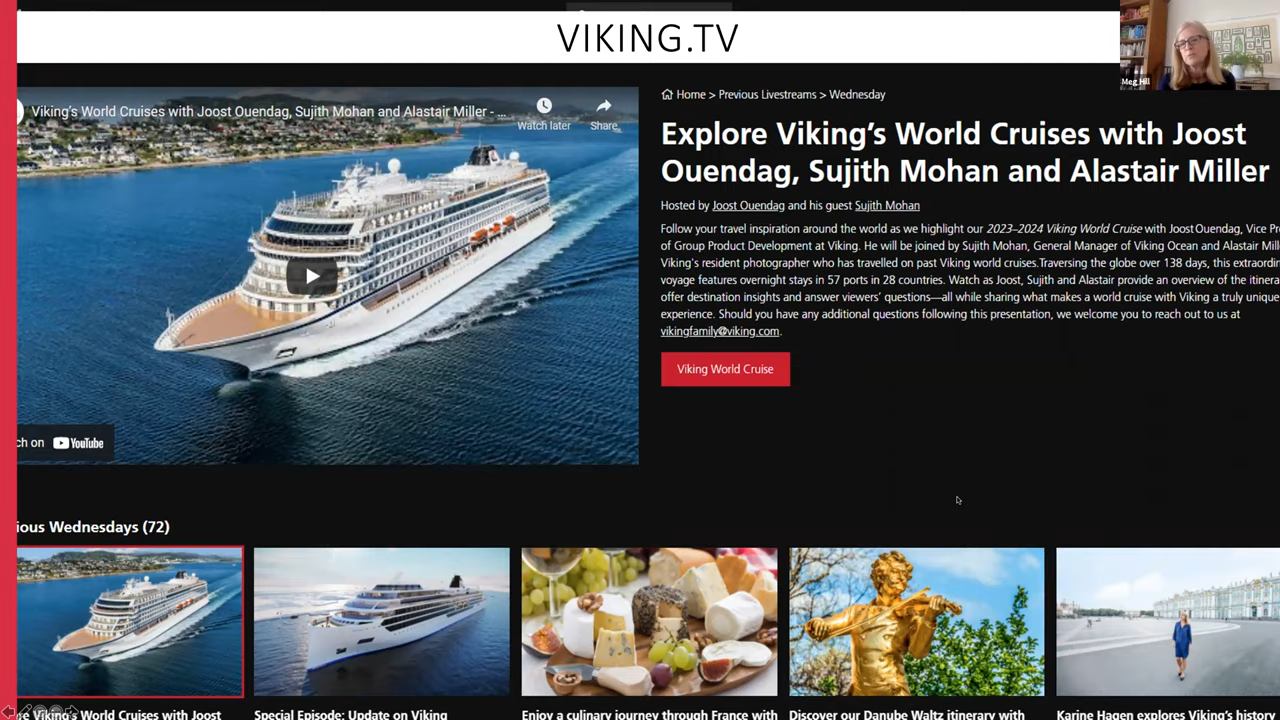 VIKING.TV
Meg Hill
Viking's World Cruises with Joost Ouendag, Sujith Mohan and Alastair Miller - ...
Watch later
Share
ch on YouTube
Home > Previous Livestreams > Wednesday
Explore Viking's World Cruises with Joost
Ouendag, Sujith Mohan and Alastair Miller
Hosted by Joost Ouendag and his guest Sujith Mohan
Follow your travel inspiration around the world as we highlight our 2023–2024 Viking World Cruise with Joost Ouendag, Vice Pr
of Group Product Development at Viking. He will be joined by Sujith Mohan, General Manager of Viking Ocean and Alastair Mill
Viking's resident photographer who has travelled on past Viking world cruises.Traversing the globe over 138 days, this extraordin
voyage features overnight stays in 57 ports in 28 countries. Watch as Joost, Sujith and Alastair provide an overview of the itinera
offer destination insights and answer viewers' questions—all while sharing what makes a world cruise with Viking a truly unique
experience. Should you have any additional questions following this presentation, we welcome you to reach out to us at
vikingfamily@viking.com.
Viking World Cruise
ious Wednesdays (72)
re Viking's World Cruises with Joost
Special Episode: Update on Viking
Enjoy a culinary journey through France with
Discover our Danube Waltz itinerary with
Karine Hagen explores Viking's history